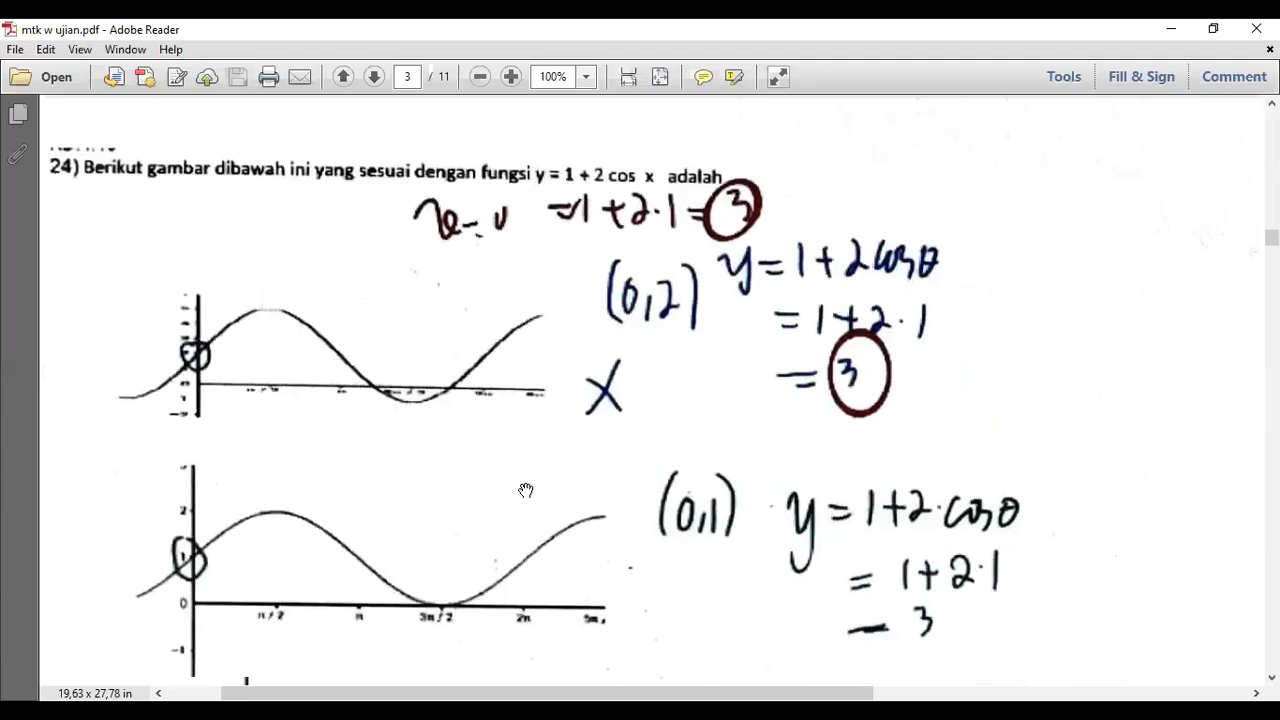 mtk w ujian.pdf - Adobe Reader
File Edit View Window Help
Open 3 / 11 100% Tools Fill & Sign Comment
24) Berikut gambar dibawah ini yang sesuai dengan fungsi y = 1 + 2 cos x adalah
= 1 + 2·1 = 3
(0,2) y = 1 + 2 cos θ
= 1 + 2·1
= 3
X
2
1
0
-1
π/2 π 3π/2 2π
(0,1) y = 1 + 2·cos θ
= 1 + 2·1
= 3
19,63 x 27,78 in